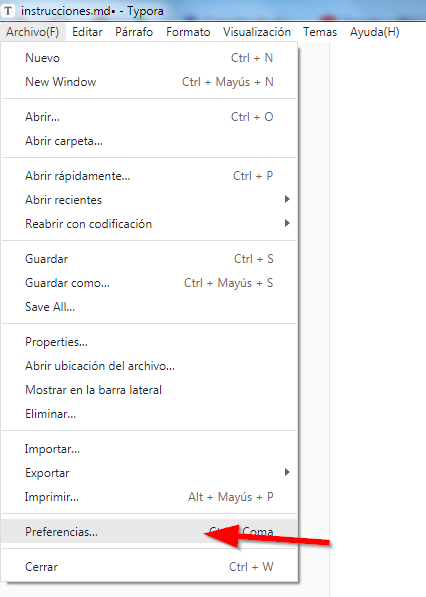 T instrucciones.md• - Typora
Archivo(F) Editar Párrafo Formato Visualización Temas Ayuda(H)
Nuevo Ctrl + N
New Window Ctrl + Mayús + N
Abrir... Ctrl + O
Abrir carpeta...
Abrir rápidamente... Ctrl + P
Abrir recientes
Reabrir con codificación
Guardar Ctrl + S
Guardar como... Ctrl + Mayús + S
Save All...
Properties...
Abrir ubicación del archivo...
Mostrar en la barra lateral
Eliminar...
Importar...
Exportar
Imprimir... Alt + Mayús + P
Preferencias... Coma
Cerrar Ctrl + W